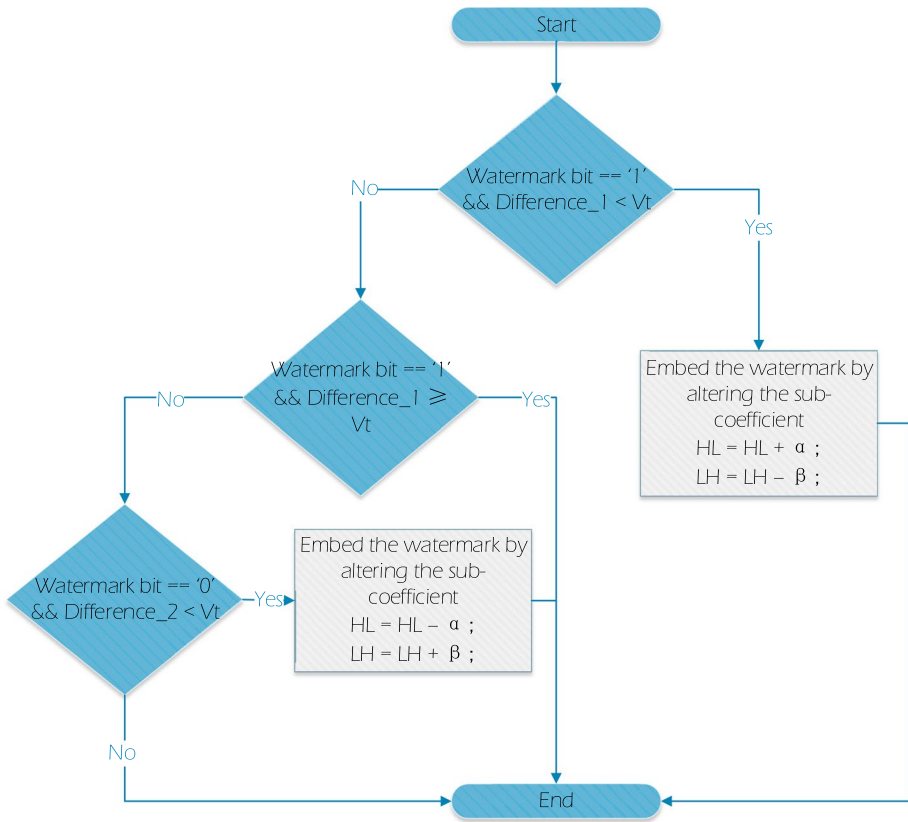 Start
Watermark bit == ‘1’
&& Difference_1 < Vt
No
Yes
Watermark bit == ‘1’
&& Difference_1 ≥
Vt
Embed the watermark by
altering the sub-
coefficient
HL = HL + α ;
LH = LH – β ;
No
Yes
Watermark bit == ‘0’
&& Difference_2 < Vt
Yes
Embed the watermark by
altering the sub-
coefficient
HL = HL – α ;
LH = LH + β ;
No
End